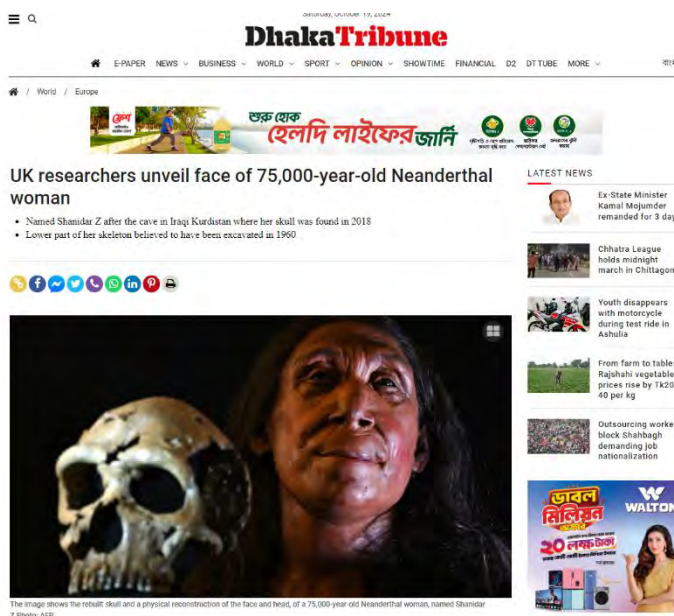 Saturday, October 19, 2024
DhakaTribune
E-PAPER NEWS BUSINESS WORLD SPORT OPINION SHOWTIME FINANCIAL D2 DT TUBE MORE
/ World / Europe
শুরু হোক
হেলদি লাইফের জার্নি
UK researchers unveil face of 75,000-year-old Neanderthal
woman
Named Shanidar Z after the cave in Iraqi Kurdistan where her skull was found in 2018
Lower part of her skeleton believed to have been excavated in 1960
The image shows the rebuilt skull and a physical reconstruction of the face and head, of a 75,000-year-old Neanderthal woman, named Shanidar
Z Photo: AFP
LATEST NEWS
Ex-State Minister
Kamal Mojumder
remanded for 3 day
Chhatra League
holds midnight
march in Chittagon
Youth disappears
with motorcycle
during test ride in
Ashulia
From farm to table:
Rajshahi vegetable
prices rise by Tk20
40 per kg
Outsourcing worke
block Shahbagh
demanding job
nationalization
ডাবল
মিলিয়ন
WALTON
২০ লক্ষ টাকা